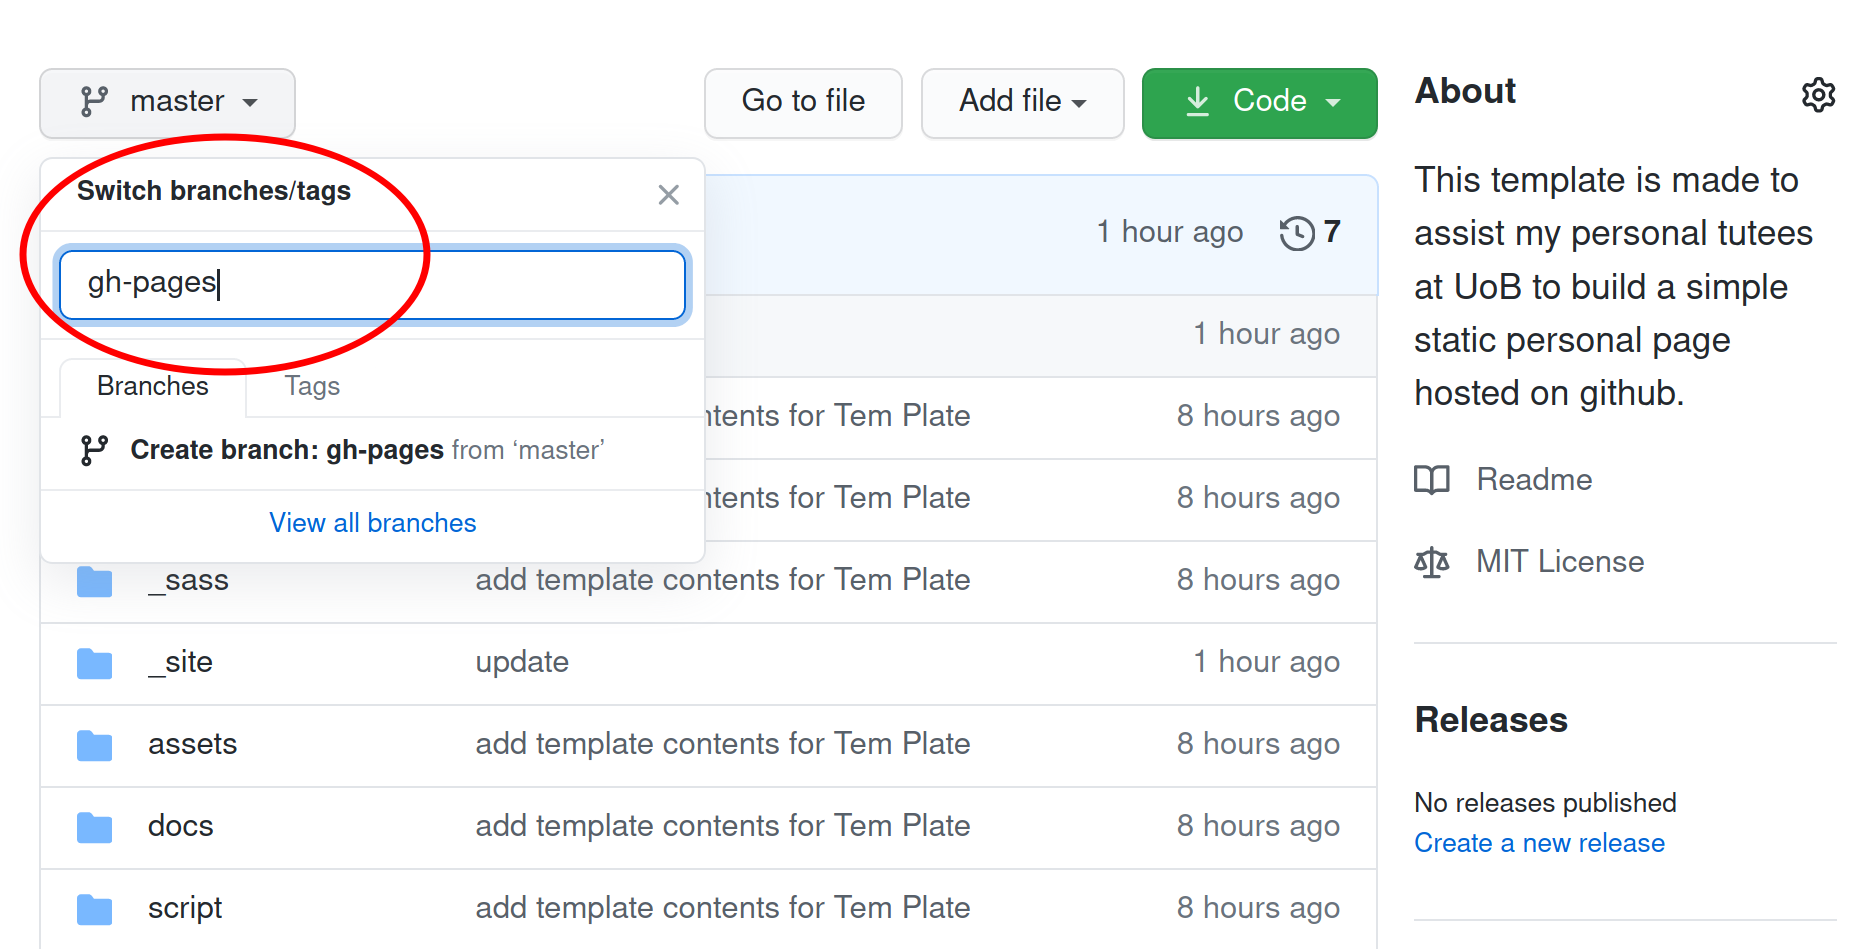 master
Go to file
Add file
Code
About
Switch branches/tags
gh-pages
Branches
Tags
Create branch: gh-pages from ‘master’
View all branches
1 hour ago
7
1 hour ago
for Tem Plate
8 hours ago
for Tem Plate
8 hours ago
_sass
add template contents for Tem Plate
8 hours ago
_site
update
1 hour ago
assets
add template contents for Tem Plate
8 hours ago
docs
add template contents for Tem Plate
8 hours ago
script
add template contents for Tem Plate
8 hours ago
This template is made to
assist my personal tutees
at UoB to build a simple
static personal page
hosted on github.
Readme
MIT License
Releases
No releases published
Create a new release